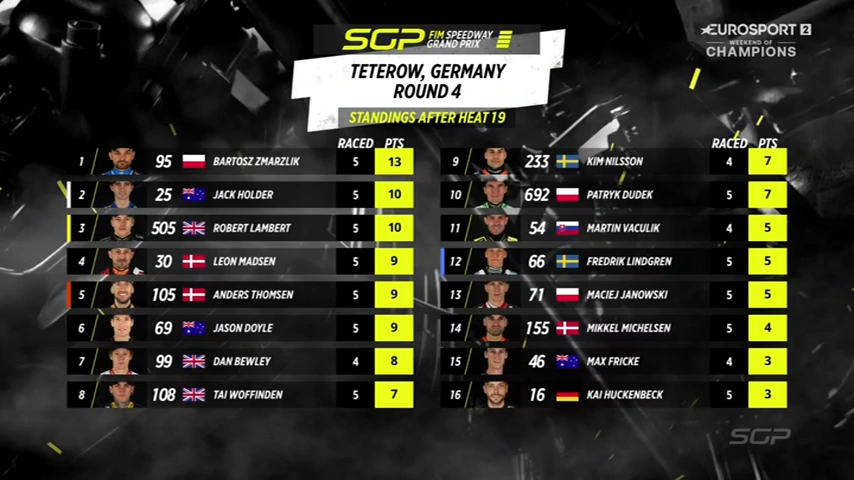 SGP FIM SPEEDWAY GRAND PRIX
EUROSPORT 2
WEEKEND OF
CHAMPIONS
TETEROW, GERMANY
ROUND 4
STANDINGS AFTER HEAT 19
RACED PTS
1 95 BARTOSZ ZMARZLIK 5 13
2 25 JACK HOLDER 5 10
3 505 ROBERT LAMBERT 5 10
4 30 LEON MADSEN 5 9
5 105 ANDERS THOMSEN 5 9
6 69 JASON DOYLE 5 9
7 99 DAN BEWLEY 4 8
8 108 TAI WOFFINDEN 5 7
RACED PTS
9 233 KIM NILSSON 4 7
10 692 PATRYK DUDEK 5 7
11 54 MARTIN VACULIK 4 5
12 66 FREDRIK LINDGREN 5 5
13 71 MACIEJ JANOWSKI 5 5
14 155 MIKKEL MICHELSEN 5 4
15 46 MAX FRICKE 4 3
16 16 KAI HUCKENBECK 5 3
SGP